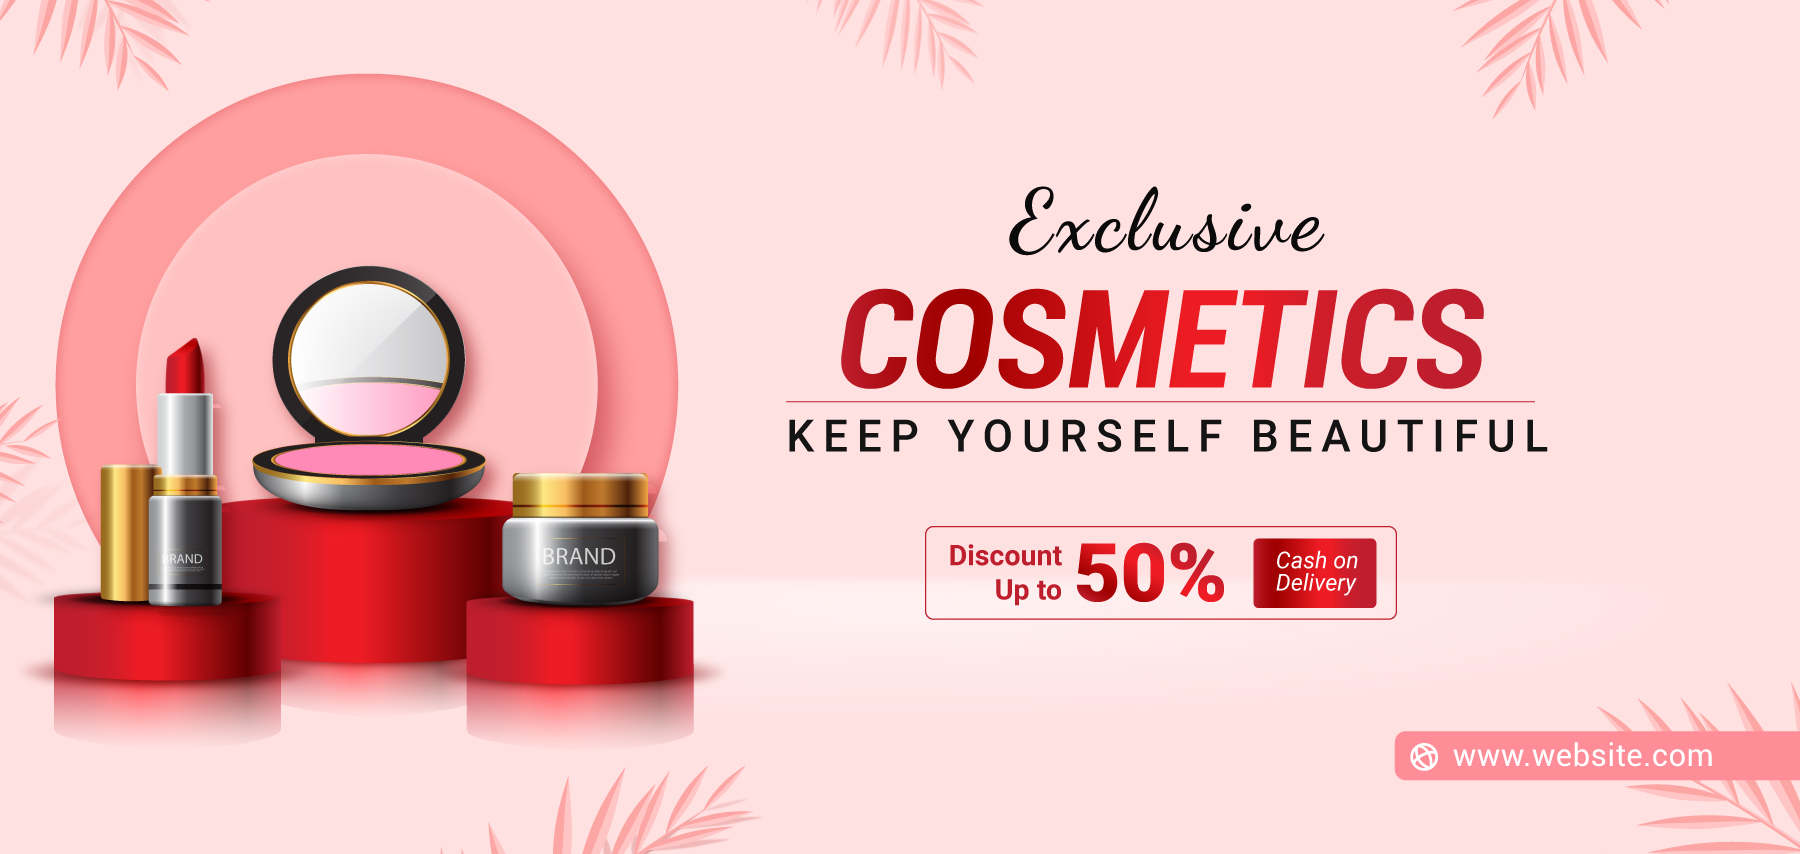 Exclusive
COSMETICS
KEEP YOURSELF BEAUTIFUL
Discount
Up to
50%
Cash on
Delivery
BRAND
BRAND
www.website.com